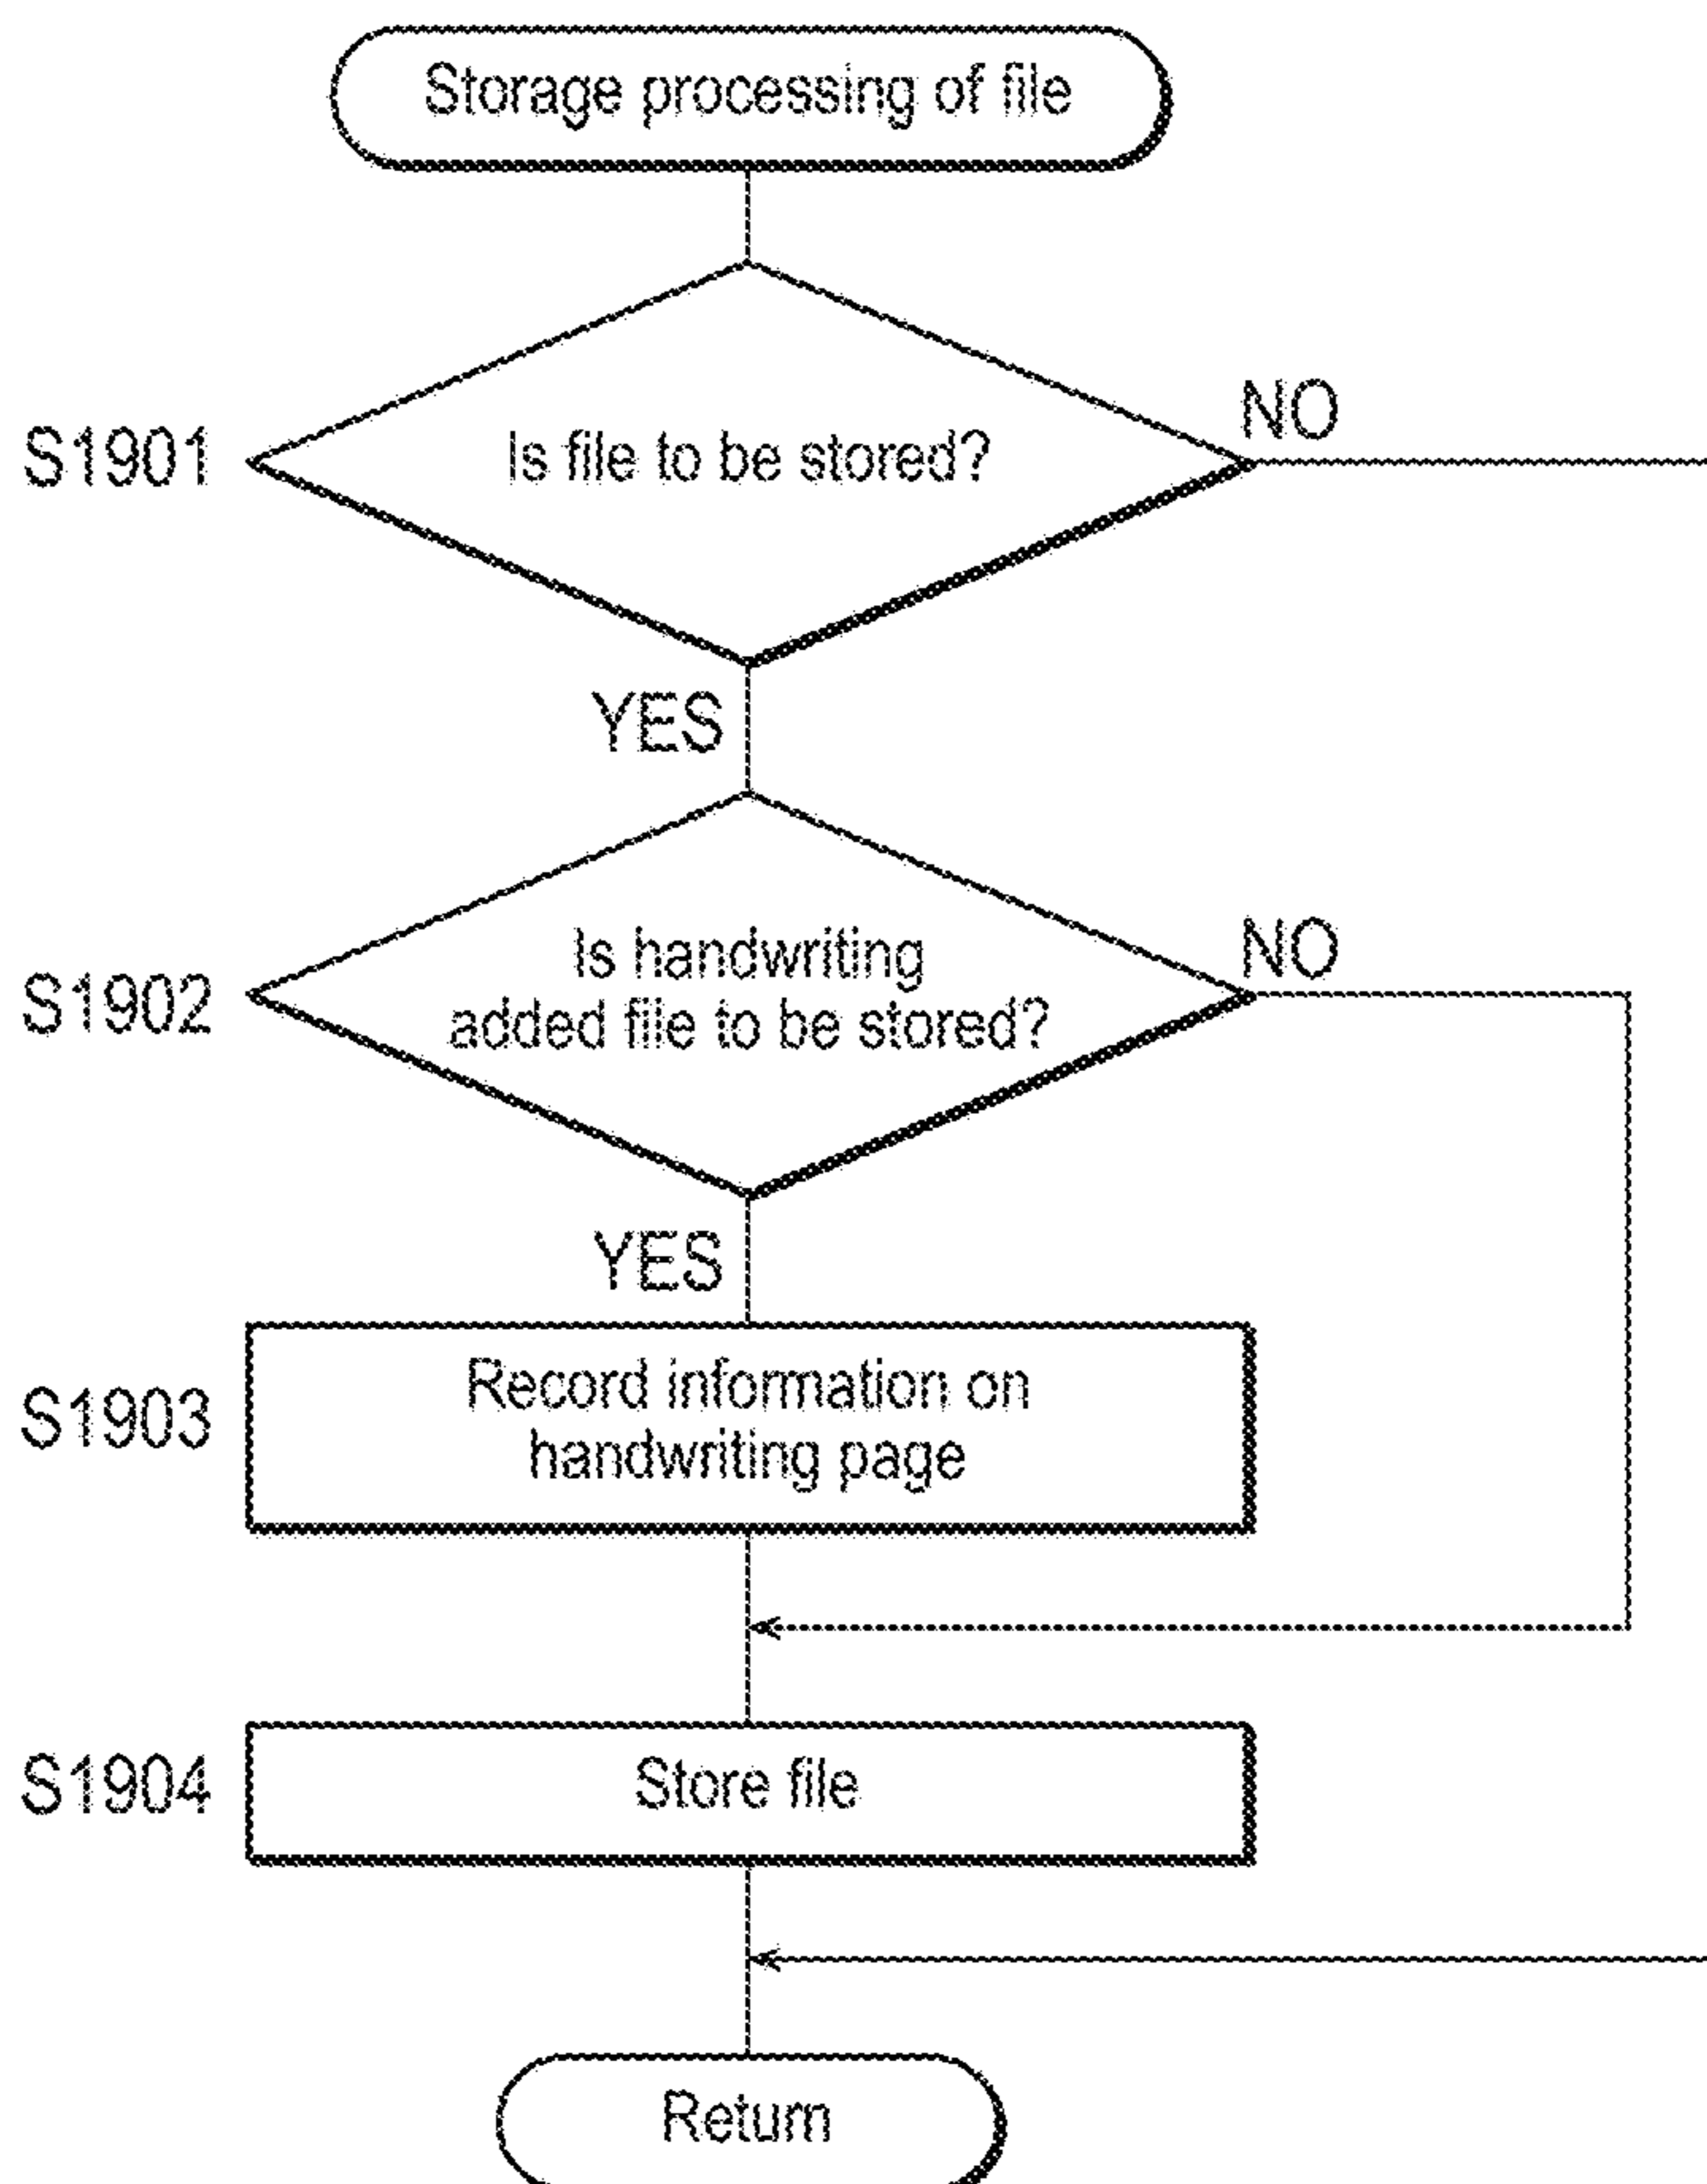 Storage processing of file
S1901
Is file to be stored?
NO
YES
S1902
Is handwriting
added file to be stored?
NO
YES
S1903
Record information on
handwriting page
S1904
Store file
Return